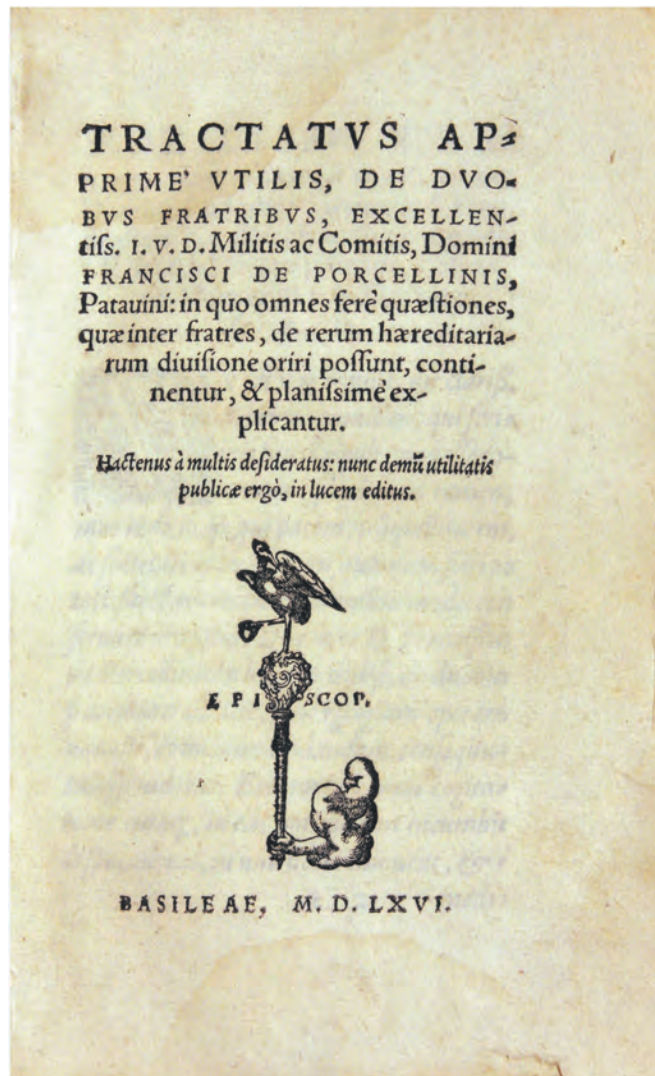 TRACTATVS AP-
PRIME' VTILIS, DE DVO-
BVS FRATRIBVS, EXCELLEN-
tiſs. I. V. D. Militis ac Comitis, Domini
FRANCISCI DE PORCELLINIS,
Patauini: in quo omnes ferè quæſtiones,
quæ inter fratres, de rerum hæreditaria-
rum diuiſione oriri poſſunt, conti-
nentur, & planiſsimè ex-
plicantur.
Hactenus à multis deſideratus: nunc demũ utilitatis
publicæ ergò, in lucem editus.
EPISCOP.
BASILEAE, M. D. LXVI.